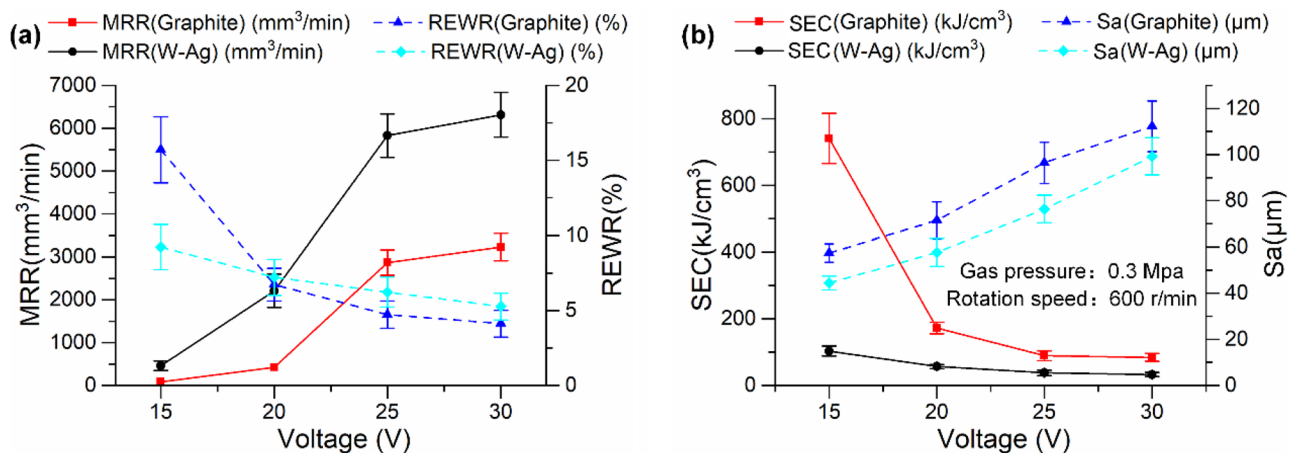 (a)
MRR(Graphite) (mm³/min)
REWR(Graphite) (%)
MRR(W-Ag) (mm³/min)
REWR(W-Ag) (%)
MRR(mm³/min)
7000
6000
5000
4000
3000
2000
1000
0
20
15
10
5
0
REWR(%)
15 20 25 30
Voltage (V)
(b)
SEC(Graphite) (kJ/cm³)
Sa(Graphite) (μm)
SEC(W-Ag) (kJ/cm³)
Sa(W-Ag) (μm)
SEC(kJ/cm³)
800
600
400
200
0
120
100
80
60
40
20
0
Sa(μm)
Gas pressure：0.3 Mpa
Rotation speed：600 r/min
15 20 25 30
Voltage (V)